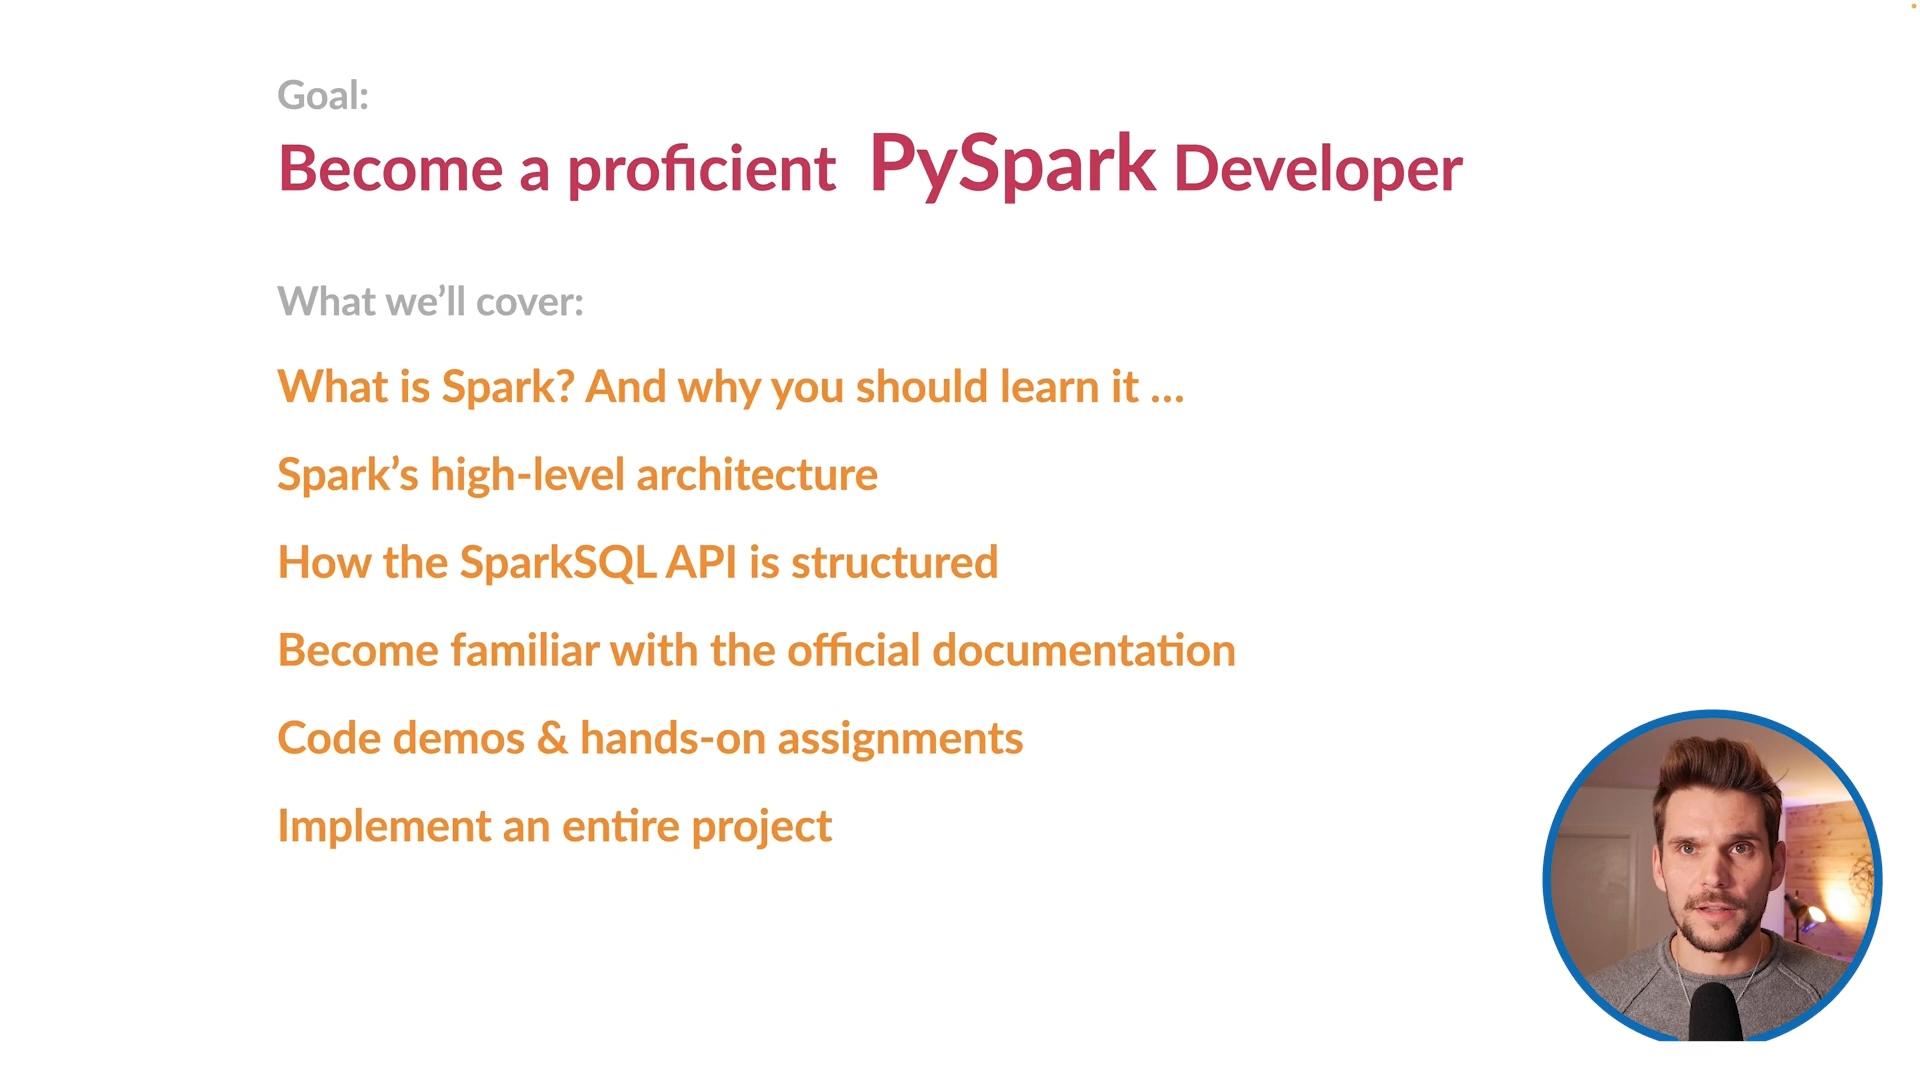 Goal:
Become a proficient PySpark Developer
What we’ll cover:
What is Spark? And why you should learn it ...
Spark’s high-level architecture
How the SparkSQL API is structured
Become familiar with the official documentation
Code demos & hands-on assignments
Implement an entire project